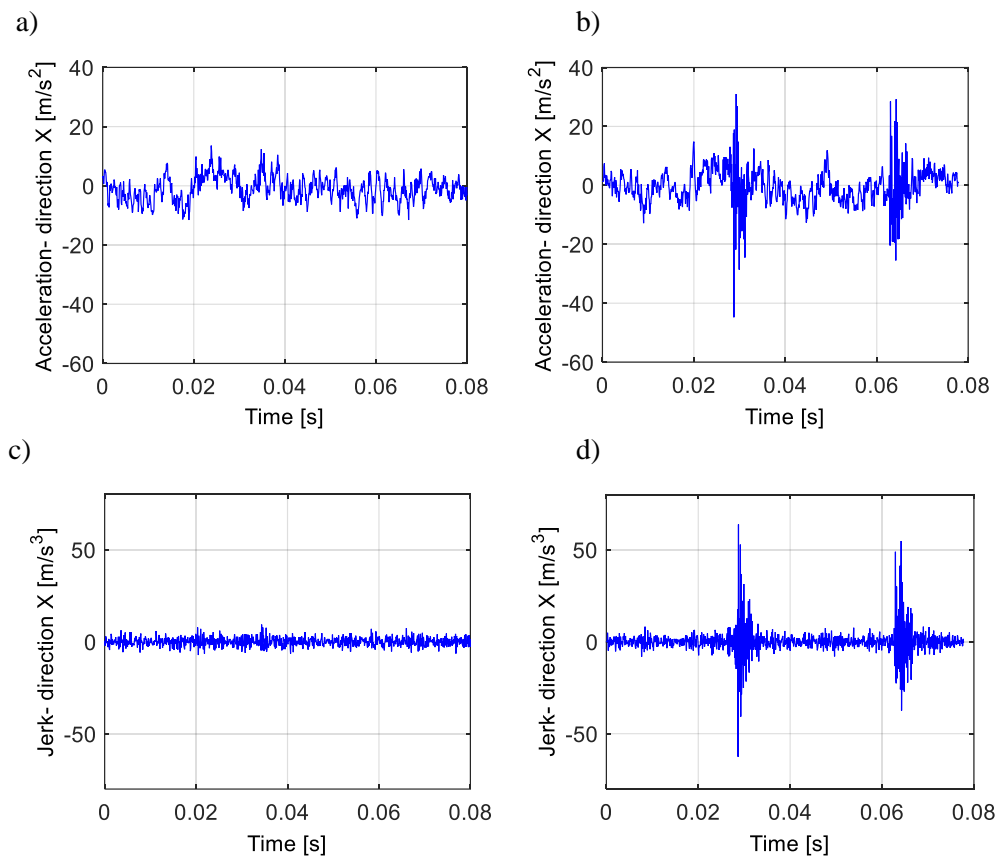 a)
b)
Acceleration- direction X [m/s²]
40
20
0
-20
-40
-60
0 0.02 0.04 0.06 0.08
Time [s]
Acceleration- direction X [m/s²]
40
20
0
-20
-40
-60
0 0.02 0.04 0.06 0.08
Time [s]
c)
d)
Jerk- direction X [m/s³]
50
0
-50
0 0.02 0.04 0.06 0.08
Time [s]
Jerk- direction X [m/s³]
50
0
-50
0 0.02 0.04 0.06 0.08
Time [s]